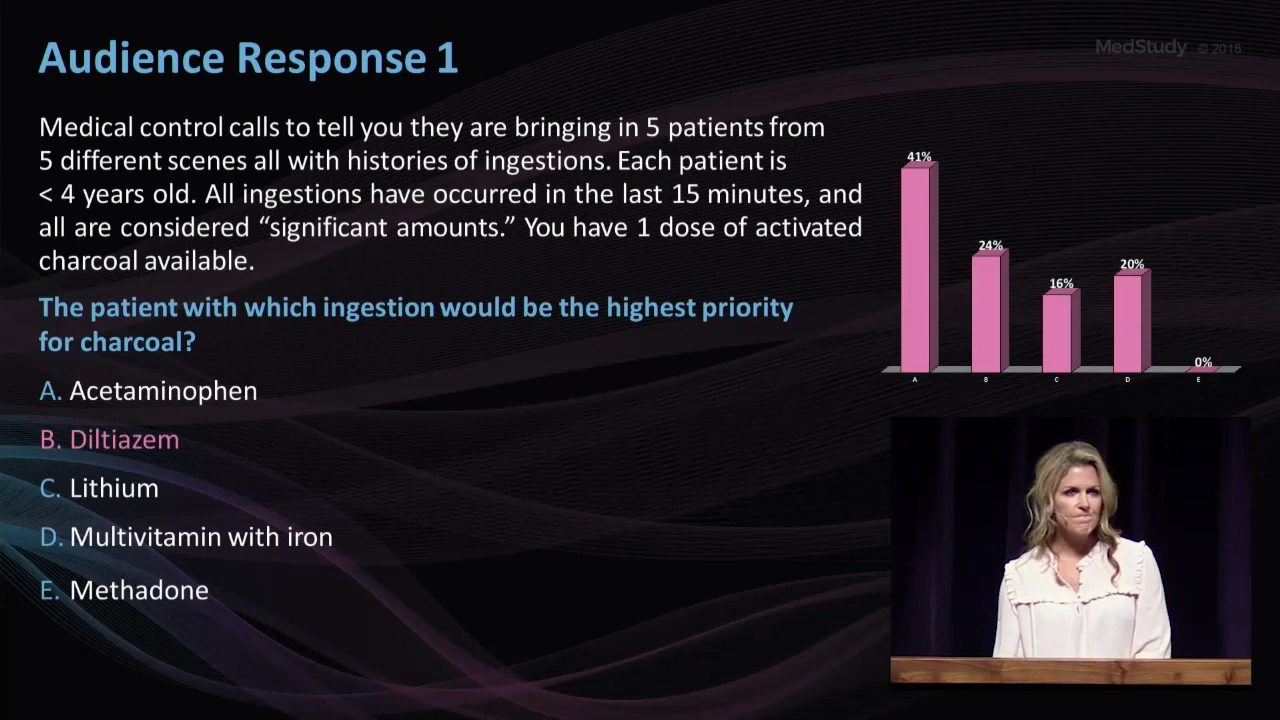 Audience Response 1
MedStudy © 2018
Medical control calls to tell you they are bringing in 5 patients from
5 different scenes all with histories of ingestions. Each patient is
< 4 years old. All ingestions have occurred in the last 15 minutes, and
all are considered “significant amounts.” You have 1 dose of activated
charcoal available.
The patient with which ingestion would be the highest priority
for charcoal?
A. Acetaminophen
B. Diltiazem
C. Lithium
D. Multivitamin with iron
E. Methadone
41%
24%
16%
20%
0%
A B C D E